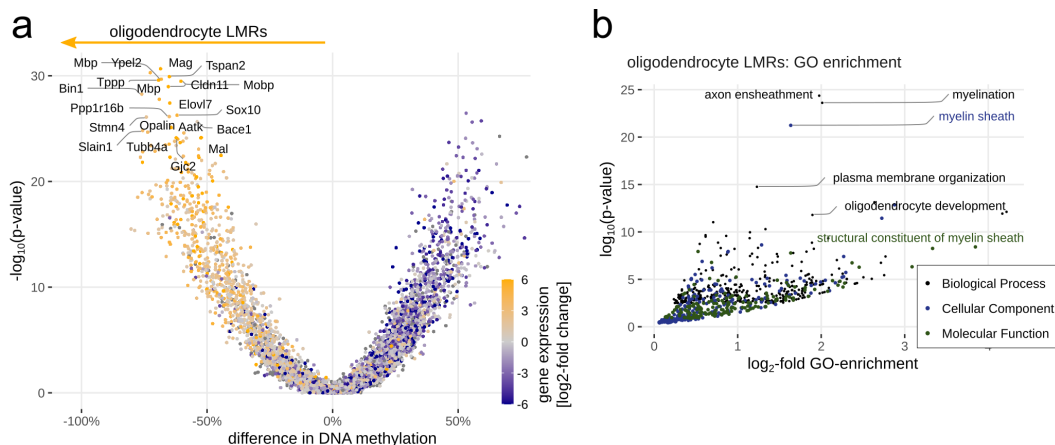 a
oligodendrocyte LMRs
Mbp Ypel2 Mag Tspan2
Tppp Mbp Cldn11 Mobp
Bin1
Ppp1r16b Elovl7 Sox10
Stmn4 Opalin Aatk Bace1
Slain1 Tubb4a Mal
Gjc2
-log10(p-value)
30
20
10
0
-100%
-50%
0%
50%
difference in DNA methylation
gene expression
[log2-fold change]
6
3
0
-3
-6
b
oligodendrocyte LMRs: GO enrichment
axon ensheathment
myelination
myelin sheath
plasma membrane organization
oligodendrocyte development
structural constituent of myelin sheath
log10(p-value)
25
20
15
10
5
0
0
1
2
3
log2-fold GO-enrichment
Biological Process
Cellular Component
Molecular Function